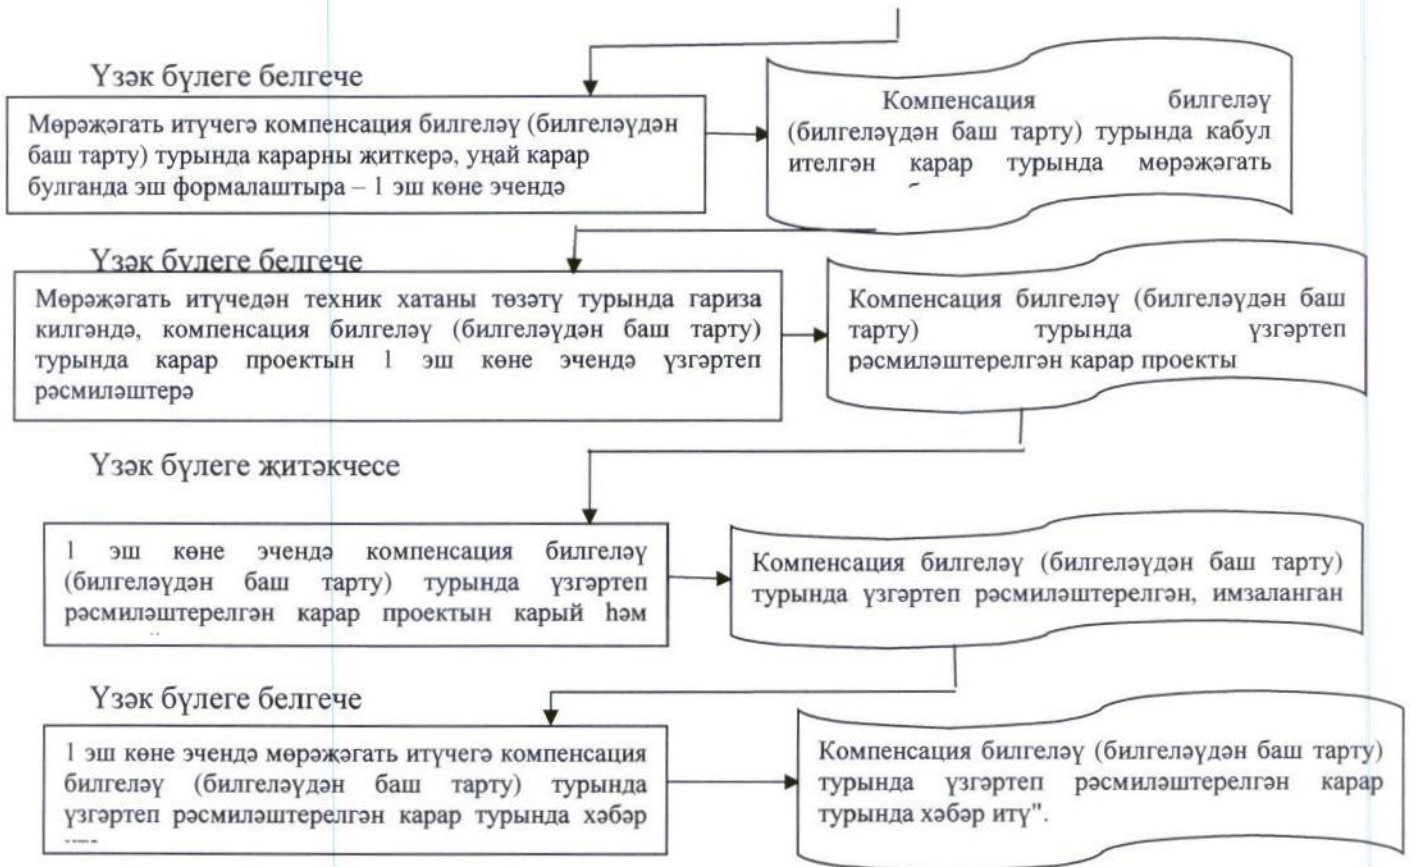 Үзәк бүлеге белгече
Мөрәҗәгать итүчегә компенсация билгеләү (билгеләүдән
баш тарту) турында карарны җиткерә, уңай карар
булганда эш формалаштыра – 1 эш көне эчендә
Компенсация билгеләү
(билгеләүдән баш тарту) турында кабул
ителгән карар турында мөрәҗәгать
Үзәк бүлеге белгече
Мөрәҗәгать итүчедән техник хатаны төзәтү турында гариза
килгәндә, компенсация билгеләү (билгеләүдән баш тарту)
турында карар проектын 1 эш көне эчендә үзгәртеп
рәсмиләштерә
Компенсация билгеләү (билгеләүдән баш
тарту) турында үзгәртеп
рәсмиләштерелгән карар проекты
Үзәк бүлеге җитәкчесе
1 эш көне эчендә компенсация билгеләү
(билгеләүдән баш тарту) турында үзгәртеп
рәсмиләштерелгән карар проектын карый һәм
Компенсация билгеләү (билгеләүдән баш тарту)
турында үзгәртеп рәсмиләштерелгән, имзаланган
Үзәк бүлеге белгече
1 эш көне эчендә мөрәҗәгать итүчегә компенсация
билгеләү (билгеләүдән баш тарту) турында
үзгәртеп рәсмиләштерелгән карар турында хәбәр
Компенсация билгеләү (билгеләүдән баш тарту)
турында үзгәртеп рәсмиләштерелгән карар
турында хәбәр итү".